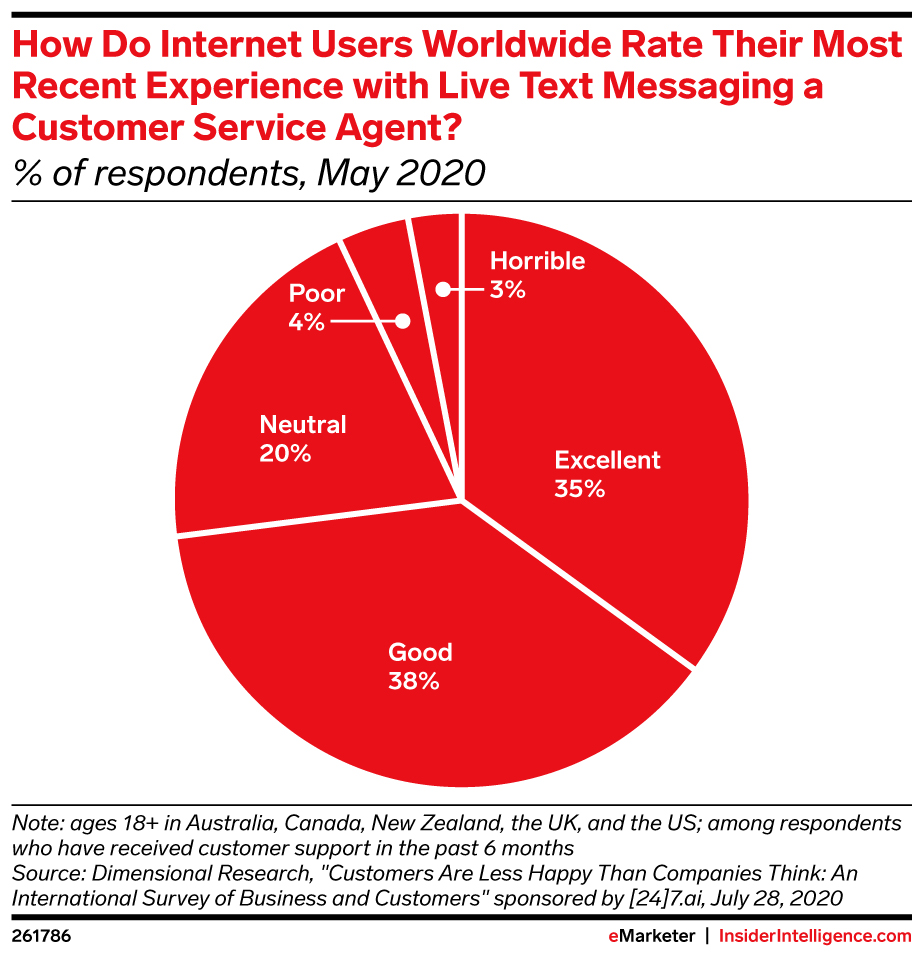 How Do Internet Users Worldwide Rate Their Most
Recent Experience with Live Text Messaging a
Customer Service Agent?
% of respondents, May 2020
Horrible
3%
Poor
4%
Neutral
20%
Excellent
35%
Good
38%
Note: ages 18+ in Australia, Canada, New Zealand, the UK, and the US; among respondents
who have received customer support in the past 6 months
Source: Dimensional Research, "Customers Are Less Happy Than Companies Think: An
International Survey of Business and Customers" sponsored by [24]7.ai, July 28, 2020
261786
eMarketer | InsiderIntelligence.com